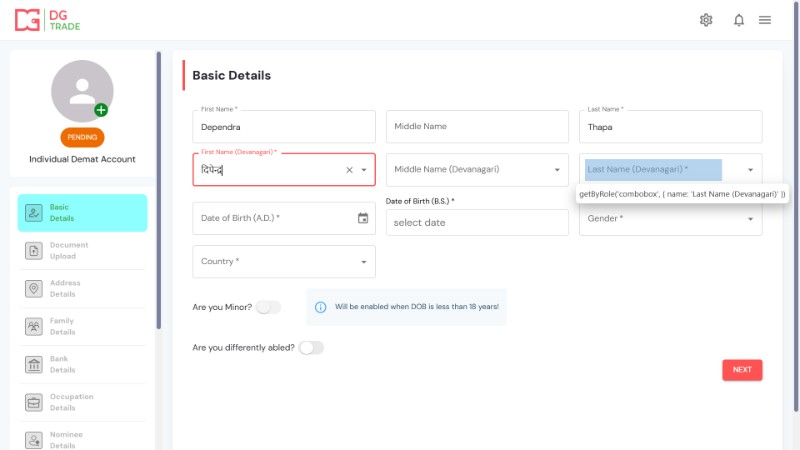 DG
TRADE
PENDING
Individual Demat Account
Basic
Details
Document
Upload
Address
Details
Family
Details
Bank
Details
Occupation
Details
Nominee
Details
Basic Details
First Name *
Dependra
Middle Name
Last Name *
Thapa
First Name (Devanagari) *
दिपेन्द्र
Middle Name (Devanagari)
Last Name (Devanagari) *
getByRole('combobox', { name: 'Last Name (Devanagari)' })
Date of Birth (A.D.) *
Date of Birth (B.S.) *
select date
Gender *
Country *
Are you Minor?
Will be enabled when DOB is less than 18 years!
Are you differently abled?
NEXT